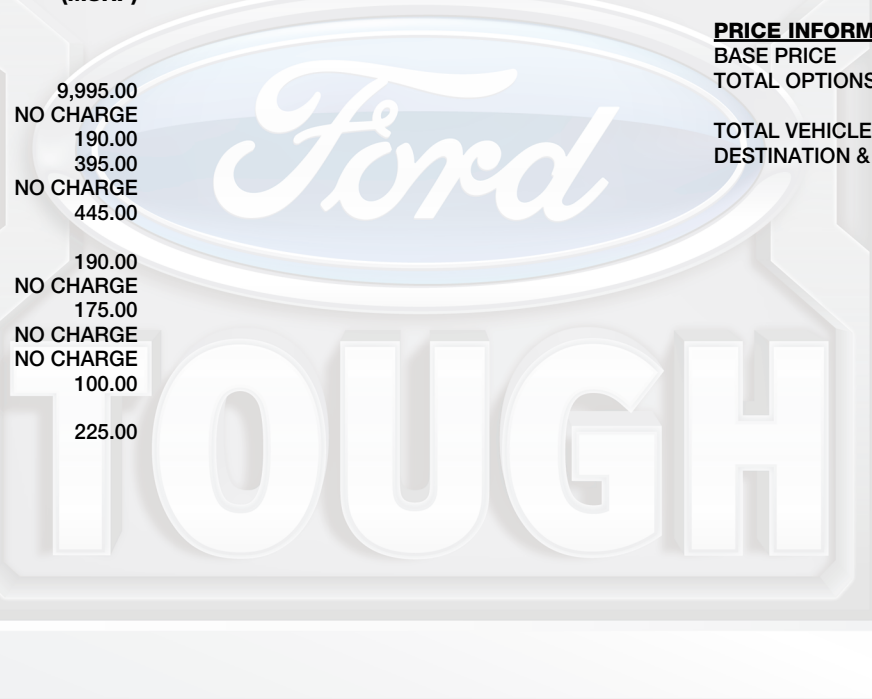 (MSRP)
9,995.00
NO CHARGE
190.00
395.00
NO CHARGE
445.00
190.00
NO CHARGE
175.00
NO CHARGE
NO CHARGE
100.00
225.00
PRICE INFORM
BASE PRICE
TOTAL OPTIONS
TOTAL VEHICLE
DESTINATION &
Ford
TOUGH